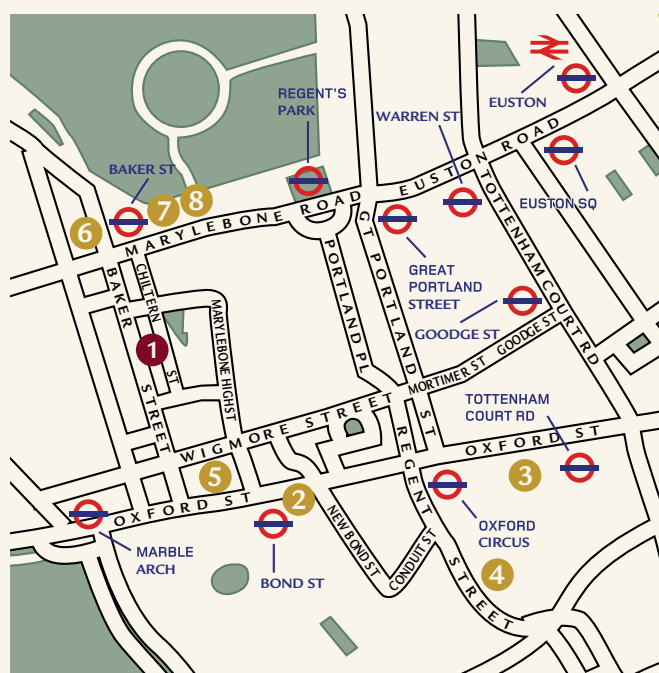 REGENT'S
PARK
EUSTON
WARREN ST
EUSTON ROAD
BAKER ST
EUSTON SQ
8
7
6
MARYLEBONE ROAD
TOTTENHAM COURT RD
GT PORTLAND ST
GREAT
PORTLAND
STREET
PORTLAND PL
BAKER STREET
CHILTERN ST
MARYLEBONE HIGH ST
GOODGE ST
1
MORTIMER ST
GOODGE ST
TOTTENHAM
COURT RD
WIGMORE STREET
REGENT STREET
OXFORD ST
5
3
2
OXFORD ST
NEW BOND ST
CONDUIT ST
OXFORD
CIRCUS
MARBLE
ARCH
BOND ST
4